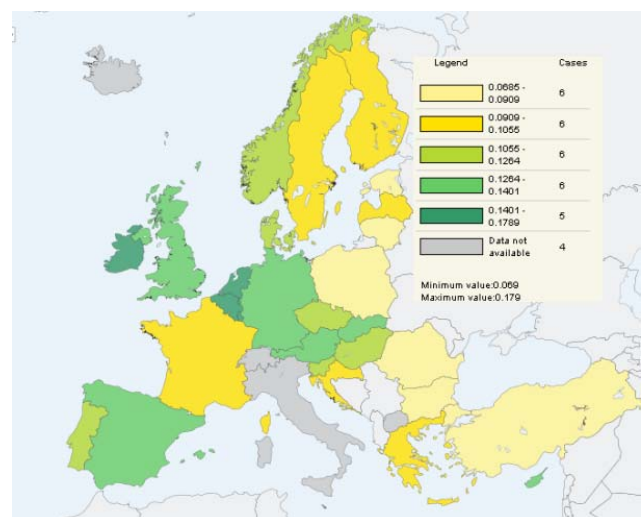 Legend Cases
0.0685 -
0.0909 6
0.0909 -
0.1055 6
0.1055 -
0.1264 6
0.1264 -
0.1401 6
0.1401 -
0.1789 5
Data not
available 4
Minimum value:0.069
Maximum value:0.179